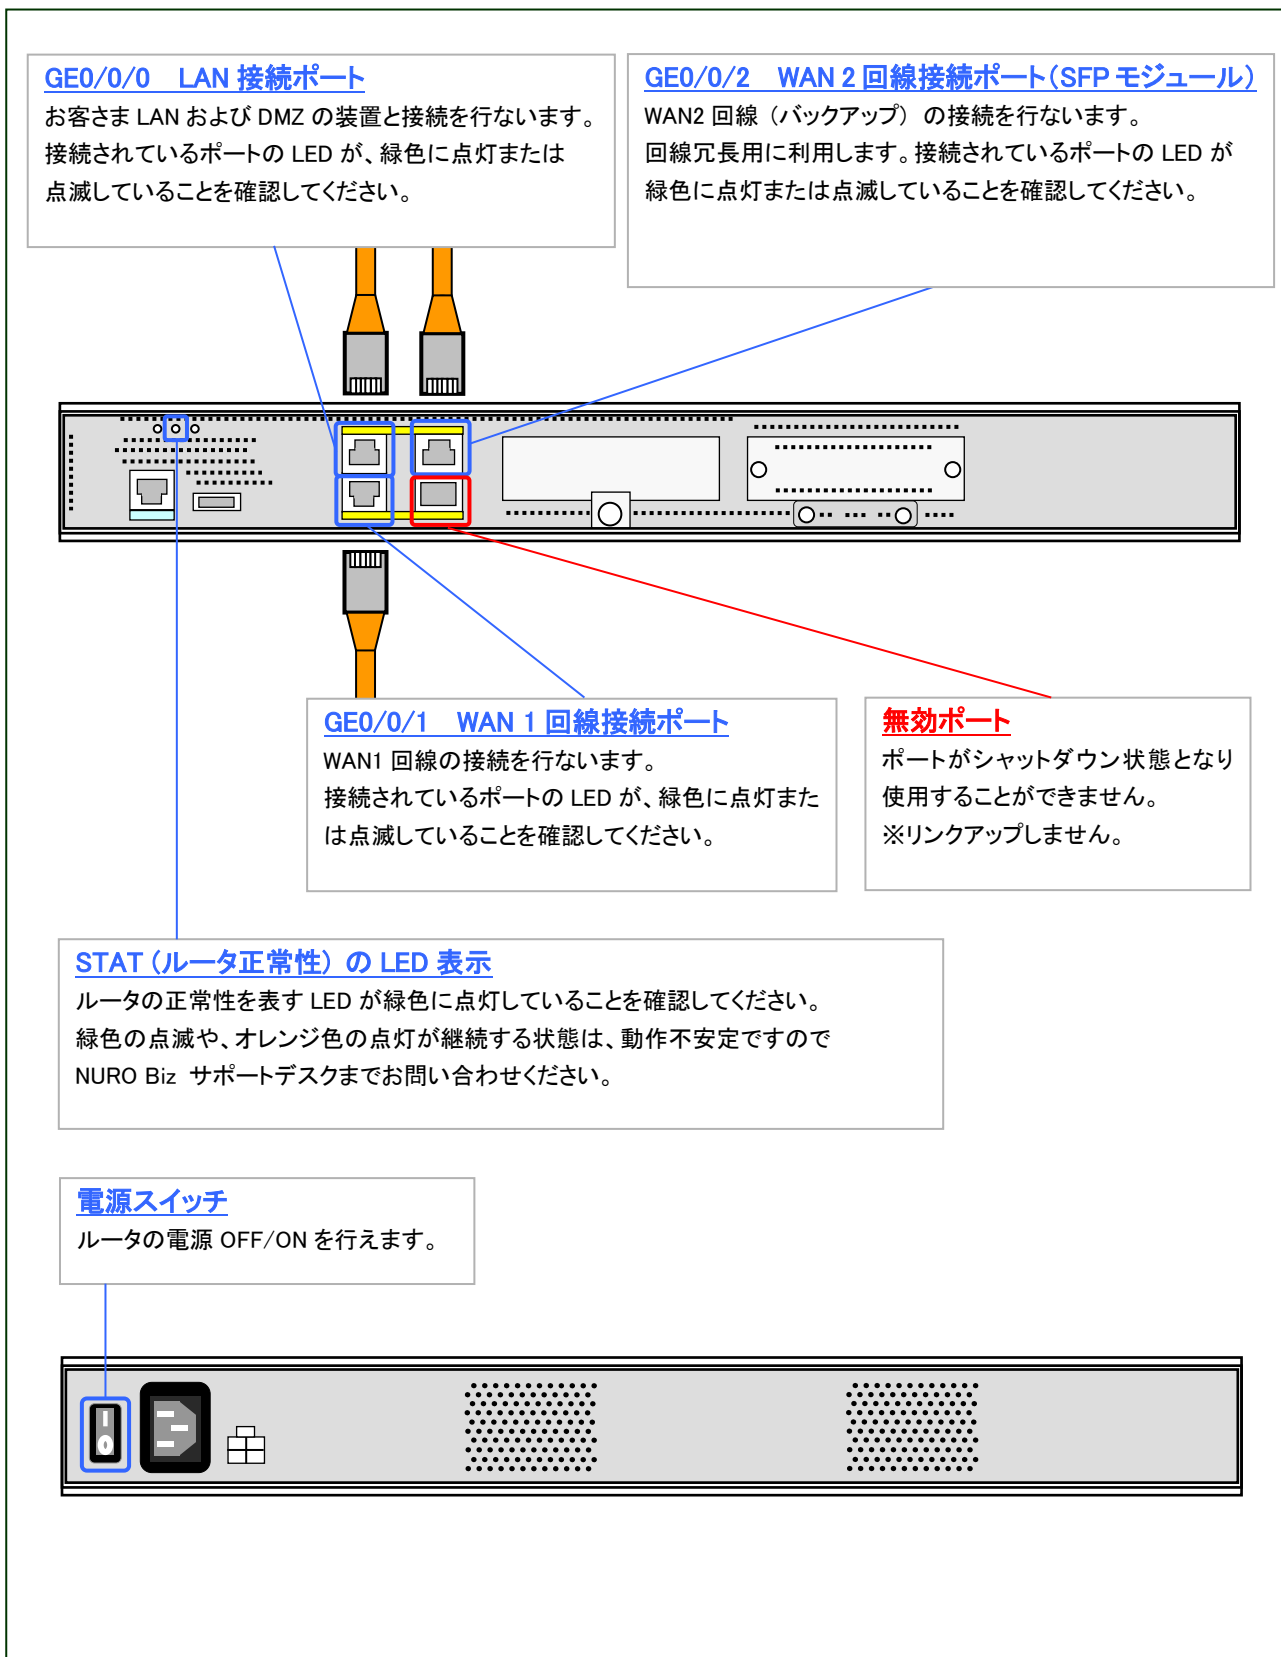 GE0/0/0　LAN 接続ポート
お客さま LAN および DMZ の装置と接続を行ないます。
接続されているポートの LED が、緑色に点灯または
点滅していることを確認してください。
GE0/0/2　WAN 2 回線接続ポート（SFP モジュール）
WAN2 回線（バックアップ）の接続を行ないます。
回線冗長用に利用します。接続されているポートの LED が
緑色に点灯または点滅していることを確認してください。
GE0/0/1　WAN 1 回線接続ポート
WAN1 回線の接続を行ないます。
接続されているポートの LED が、緑色に点灯また
は点滅していることを確認してください。
無効ポート
ポートがシャットダウン状態となり
使用することができません。
※リンクアップしません。
STAT（ルータ正常性）の LED 表示
ルータの正常性を表す LED が緑色に点灯していることを確認してください。
緑色の点滅や、オレンジ色の点灯が継続する状態は、動作不安定ですので
NURO Biz サポートデスクまでお問い合わせください。
電源スイッチ
ルータの電源 OFF/ON を行えます。